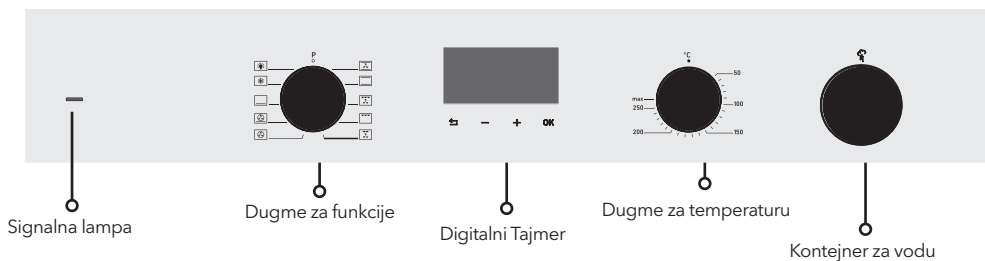 P
°C
50
100
150
200
250
max
OK
Signalna lampa
Dugme za funkcije
Digitalni Tajmer
Dugme za temperaturu
Kontejner za vodu